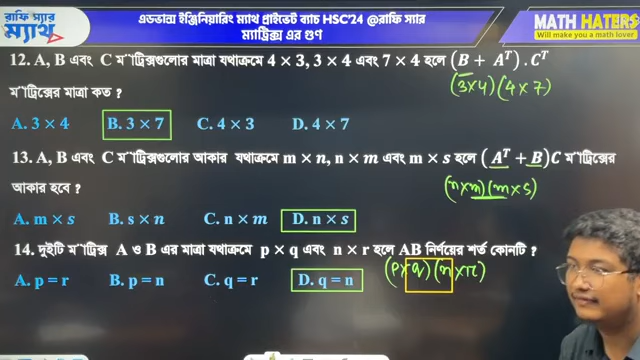 রাফি স্যার
ম্যাথ
এডভান্স ইঞ্জিনিয়ারিং ম্যাথ প্রাইভেট ব্যাচ HSC'24 @রাফি স্যার
ম্যাট্রিক্স এর গুণ
MATH HATERS
Will make you a math lover
12. A, B এবং C ম্যাট্রিক্সগুলোর মাত্রা যথাক্রমে 4 × 3, 3 × 4 এবং 7 × 4 হলে (B + Aᵀ).Cᵀ
(3×4)(4×7)
ম্যাট্রিক্সের মাত্রা কত ?
A. 3 × 4 B. 3 × 7 C. 4 × 3 D. 4 × 7
13. A, B এবং C ম্যাট্রিক্সগুলোর আকার যথাক্রমে m × n, n × m এবং m × s হলে (Aᵀ + B)C ম্যাট্রিক্সের
(n×m)(m×s)
আকার হবে ?
A. m × s B. s × n C. n × m D. n × s
14. দুইটি ম্যাট্রিক্স A ও B এর মাত্রা যথাক্রমে p × q এবং n × r হলে AB নির্ণয়ের শর্ত কোনটি ?
(p×q)(n×r)
A. p = r B. p = n C. q = r D. q = n